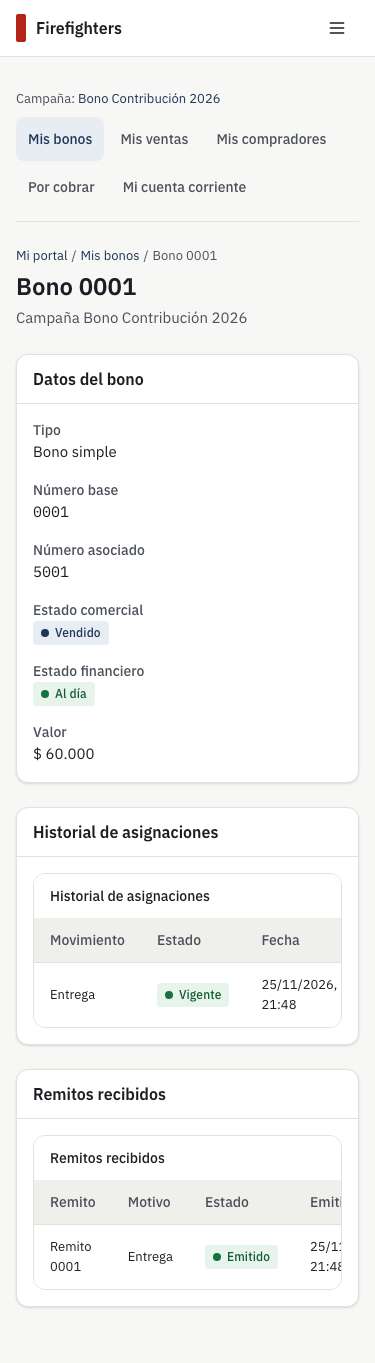 Firefighters
Campaña: Bono Contribución 2026
Mis bonos
Mis ventas
Mis compradores
Por cobrar
Mi cuenta corriente
Mi portal / Mis bonos / Bono 0001
Bono 0001
Campaña Bono Contribución 2026
Datos del bono
Tipo
Bono simple
Número base
0001
Número asociado
5001
Estado comercial
Vendido
Estado financiero
Al día
Valor
$ 60.000
Historial de asignaciones
Historial de asignaciones
Movimiento Estado Fecha
Entrega Vigente 25/11/2026,
21:48
Remitos recibidos
Remitos recibidos
Remito Motivo Estado
Remito
0001
Entrega
Emitido